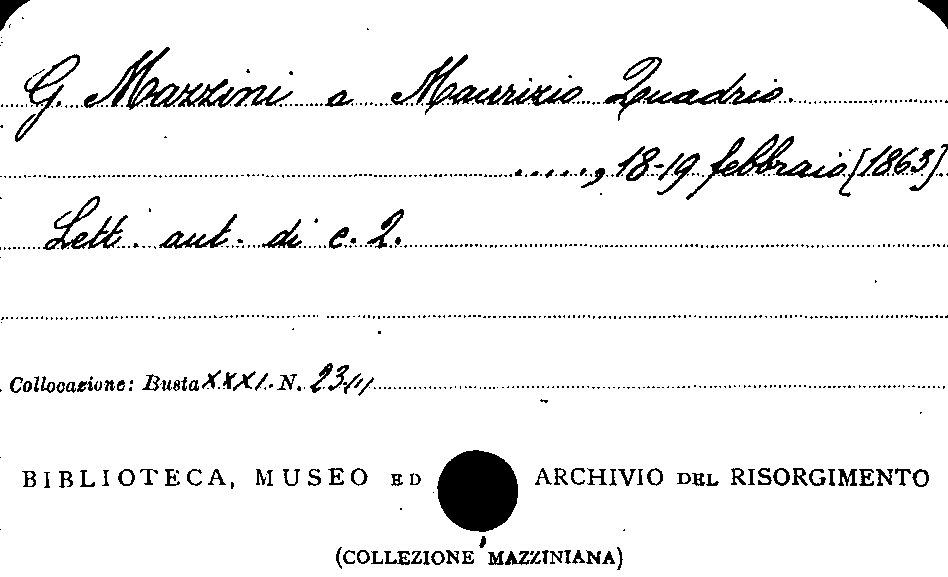 G. Mazzini a Maurizio Quadrio.
....., 18-19 febbraio [1863]
Lett. aut. di c. 2.
Collocazione: Busta XXXI. N. 23
BIBLIOTECA, MUSEO ED ARCHIVIO DEL RISORGIMENTO
(COLLEZIONE MAZZINIANA)